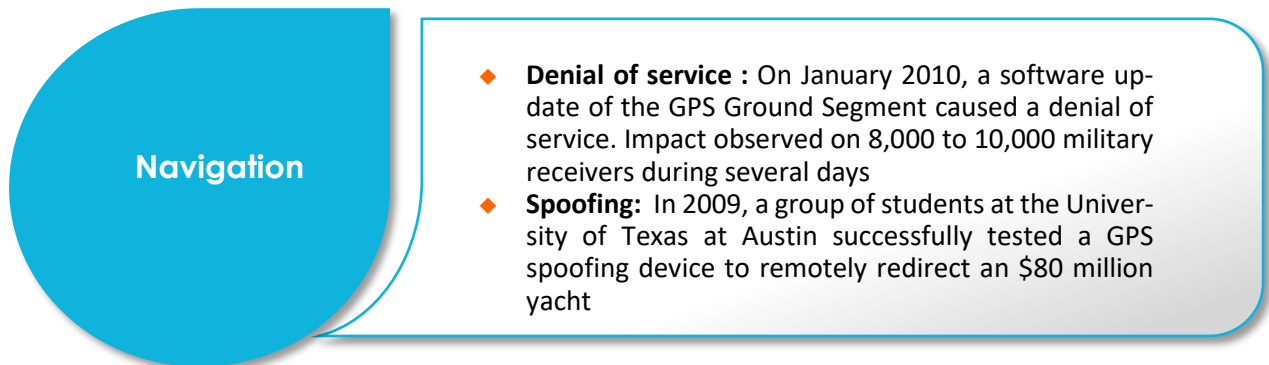 Navigation
◆ Denial of service : On January 2010, a software up-
date of the GPS Ground Segment caused a denial of
service. Impact observed on 8,000 to 10,000 military
receivers during several days
◆ Spoofing: In 2009, a group of students at the Univer-
sity of Texas at Austin successfully tested a GPS
spoofing device to remotely redirect an $80 million
yacht